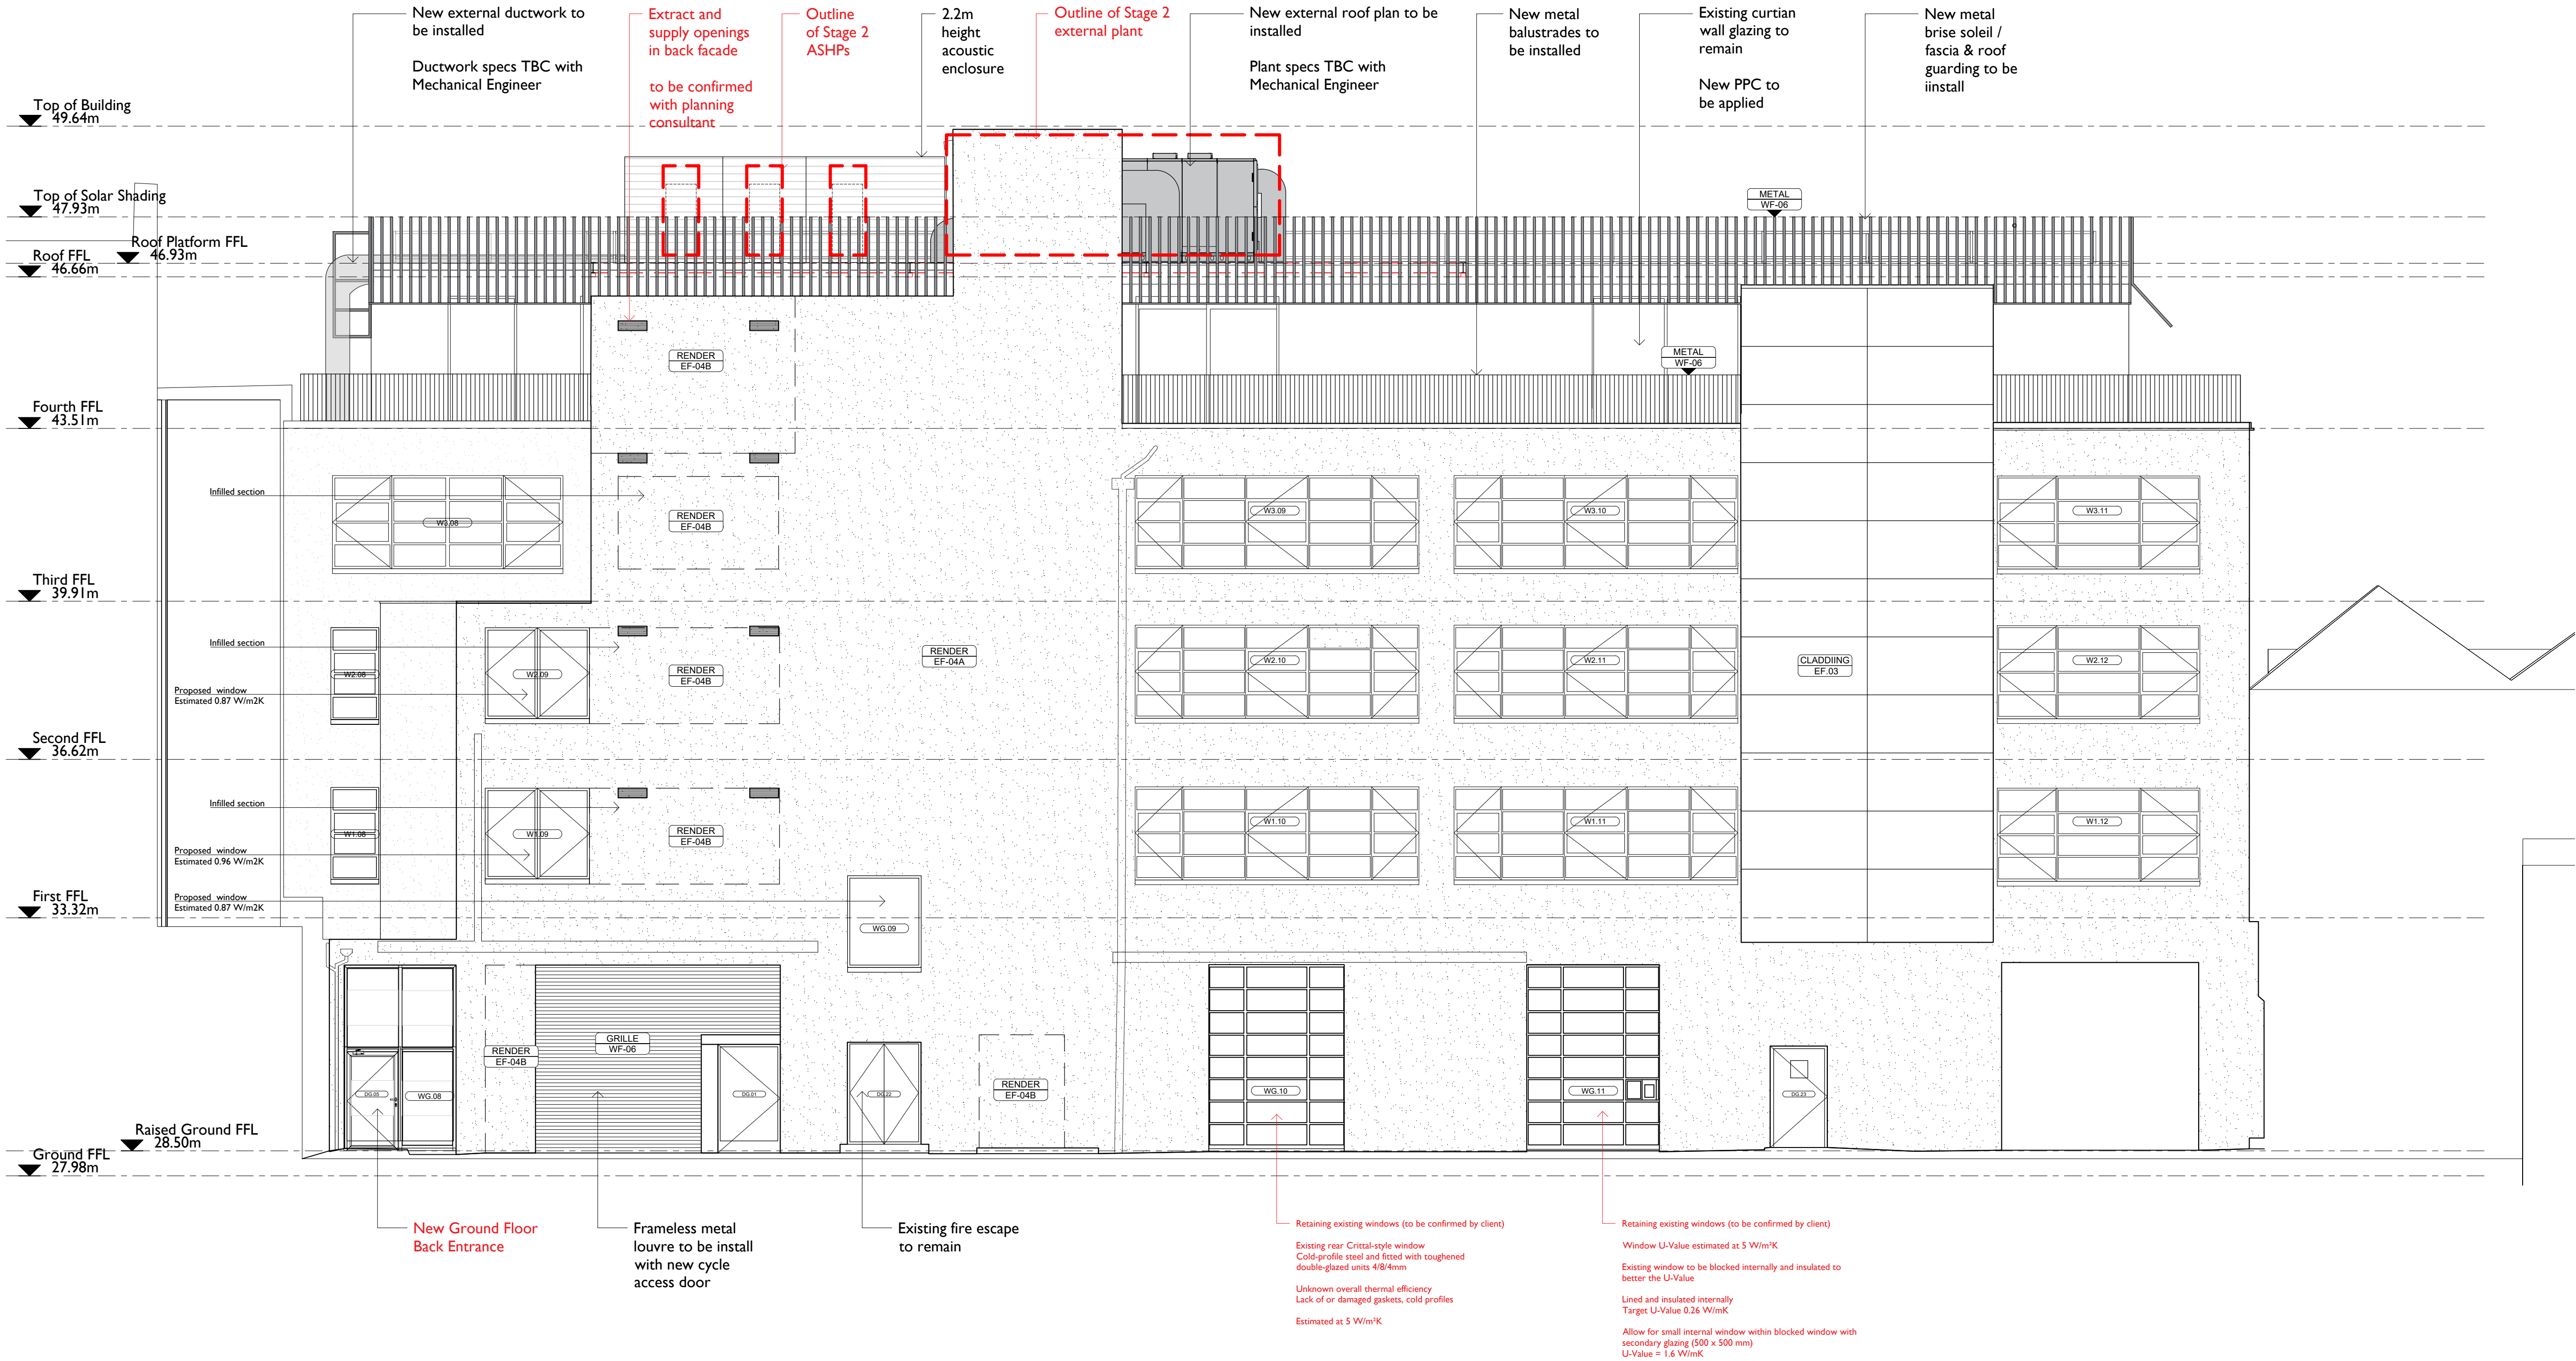 New external ductwork to
be installed
Ductwork specs TBC with
Mechanical Engineer
Extract and
supply openings
in back facade
to be confirmed
with planning
consultant
Outline
of Stage 2
ASHPs
2.2m
height
acoustic
enclosure
Outline of Stage 2
external plant
New external roof plan to be
installed
Plant specs TBC with
Mechanical Engineer
New metal
balustrades to
be installed
Existing curtian
wall glazing to
remain
New PPC to
be applied
New metal
brise soleil /
fascia & roof
guarding to be
iinstall
Top of Building
49.64m
Top of Solar Shading
47.93m
Roof Platform FFL
46.93m
Roof FFL
46.66m
METAL
WF-06
RENDER
EF-04B
METAL
WF-06
Fourth FFL
43.51m
Infilled section
W3.08
RENDER
EF-04B
W3.09
W3.10
W3.11
Third FFL
39.91m
Infilled section
W2.08
W2.09
RENDER
EF-04B
RENDER
EF-04A
W2.10
W2.11
CLADDIING
EF.03
W2.12
Proposed window
Estimated 0.87 W/m2K
Second FFL
36.62m
Infilled section
W1.08
W1.09
RENDER
EF-04B
W1.10
W1.11
W1.12
Proposed window
Estimated 0.96 W/m2K
First FFL
33.32m
Proposed window
Estimated 0.87 W/m2K
WG.09
RENDER
EF-04B
GRILLE
WF-06
DG.05
WG.08
DG.01
DG.22
RENDER
EF-04B
WG.10
WG.11
DG.23
Raised Ground FFL
28.50m
Ground FFL
27.98m
New Ground Floor
Back Entrance
Frameless metal
louvre to be install
with new cycle
access door
Existing fire escape
to remain
Retaining existing windows (to be confirmed by client)
Existing rear Crittal-style window
Cold-profile steel and fitted with toughened
double-glazed units 4/8/4mm
Unknown overall thermal efficiency
Lack of or damaged gaskets, cold profiles
Estimated at 5 W/m²K
Retaining existing windows (to be confirmed by client)
Window U-Value estimated at 5 W/m²K
Existing window to be blocked internally and insulated to
better the U-Value
Lined and insulated internally
Target U-Value 0.26 W/mK
Allow for small internal window within blocked window with
secondary glazing (500 x 500 mm)
U-Value = 1.6 W/mK